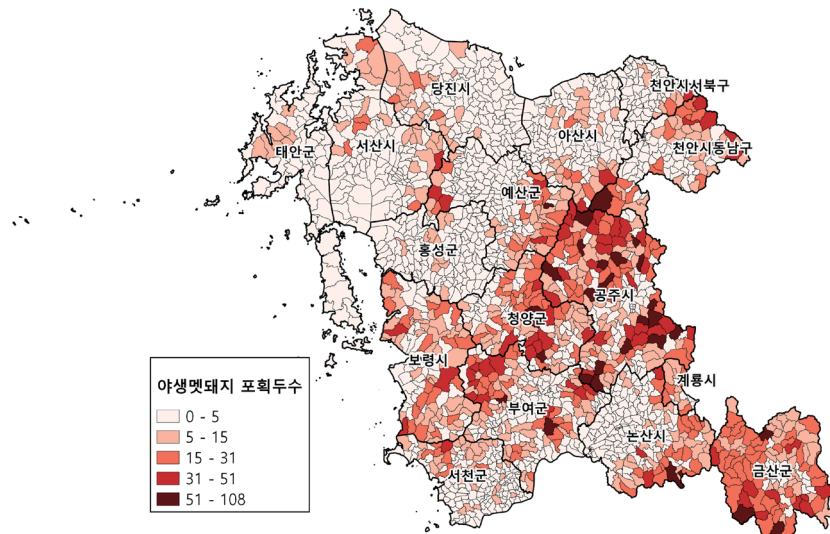 당진시
천안시서북구
아산시
서산시
태안군
천안시동남구
예산군
홍성군
공주시
청양군
보령시
계룡시
부여군
논산시
금산군
서천군
야생멧돼지 포획두수
0 - 5
5 - 15
15 - 31
31 - 51
51 - 108